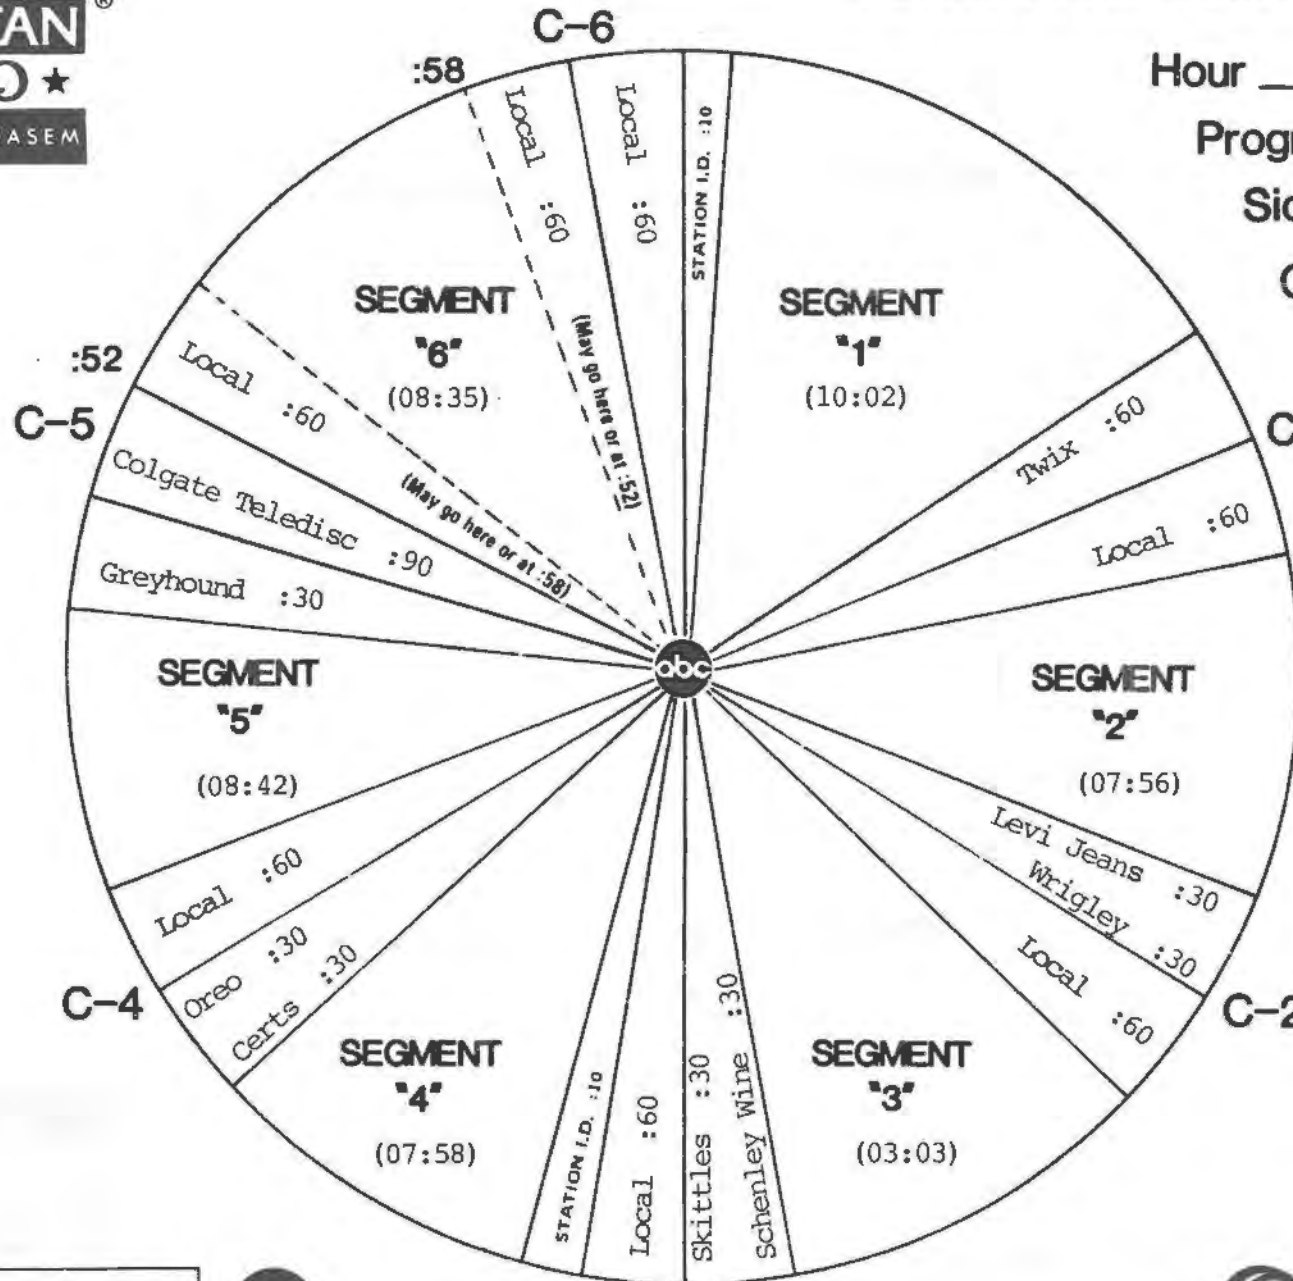 C-6
:58
ASEM
Hour
Local :60
Local :60
STATION I.D. :10
SEGMENT
"1"
(10:02)
Twix :60
Local :60
SEGMENT
"2"
(07:56)
Levi Jeans :30
Wrigley :30
C-2
Local :60
SEGMENT
"3"
(03:03)
Schenley Wine :30
Skittles :30
Local :60
STATION I.D. :10
SEGMENT
"4"
(07:58)
Certs :30
Oreo :30
C-4
Local :60
SEGMENT
"5"
(08:42)
Greyhound :30
Colgate Teledisc :90
C-5
:52
Local :60
(May go here or at :58)
SEGMENT
"6"
(08:35)
(May go here or at :52)
abc